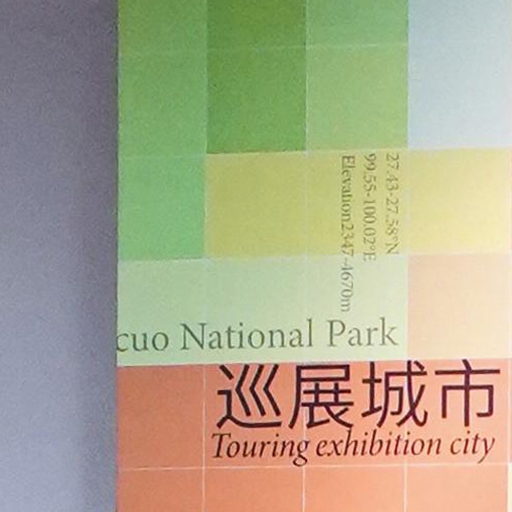 27.43-27.58°N
99.55-100.02°E
Elevation2347-4670m
cuo National Park
巡展城市
Touring exhibition city